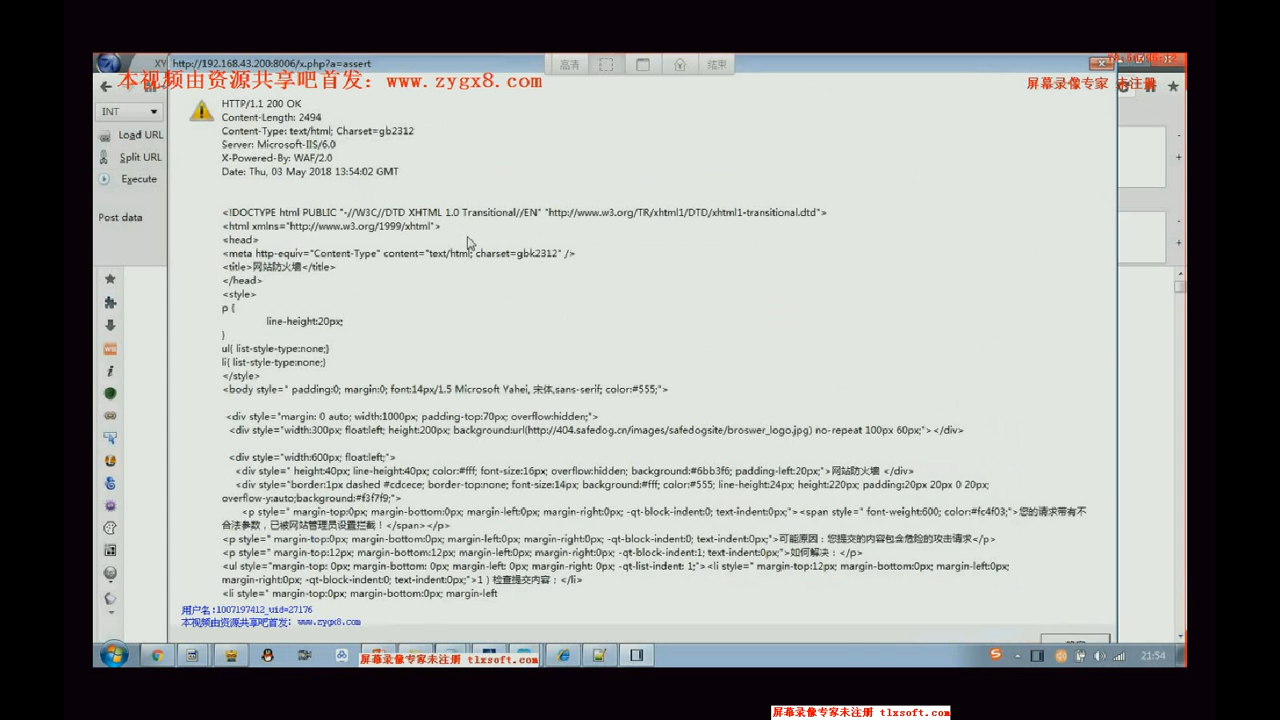 XY http://192.168.43.200:8006/x.php?a=assert
高清
结束
本视频由资源共享吧首发：www.zygx8.com
屏幕录像专家 未注册
INT
Load URL
Split URL
Execute
Post data
HTTP/1.1 200 OK
Content-Length: 2494
Content-Type: text/html; Charset=gb2312
Server: Microsoft-IIS/6.0
X-Powered-By: WAF/2.0
Date: Thu, 03 May 2018 13:54:02 GMT
<!DOCTYPE html PUBLIC "-//W3C//DTD XHTML 1.0 Transitional//EN" "http://www.w3.org/TR/xhtml1/DTD/xhtml1-transitional.dtd">
<html xmlns="http://www.w3.org/1999/xhtml">
<head>
<meta http-equiv="Content-Type" content="text/html; charset=gbk2312" />
<title>网站防火墙</title>
</head>
<style>
p {
line-height:20px;
}
ul{ list-style-type:none;}
li{ list-style-type:none;}
</style>
<body style=" padding:0; margin:0; font:14px/1.5 Microsoft Yahei, 宋体,sans-serif; color:#555;">
<div style="margin: 0 auto; width:1000px; padding-top:70px; overflow:hidden;">
<div style="width:300px; float:left; height:200px; background:url(http://404.safedog.cn/images/safedogsite/broswer_logo.jpg) no-repeat 100px 60px;"></div>
<div style="width:600px; float:left;">
<div style=" height:40px; line-height:40px; color:#fff; font-size:16px; overflow:hidden; background:#6bb3f6; padding-left:20px;">网站防火墙 </div>
<div style="border:1px dashed #cdcece; border-top:none; font-size:14px; background:#fff; color:#555; line-height:24px; height:220px; padding:20px 20px 0 20px;
overflow-y:auto;background:#f3f7f9;">
<p style=" margin-top:0px; margin-bottom:0px; margin-left:0px; margin-right:0px; -qt-block-indent:0; text-indent:0px;"><span style=" font-weight:600; color:#fc4f03;">您的请求带有不
合法参数，已被网站管理员设置拦截！</span></p>
<p style=" margin-top:0px; margin-bottom:0px; margin-left:0px; margin-right:0px; -qt-block-indent:0; text-indent:0px;">可能原因：您提交的内容包含危险的攻击请求</p>
<p style=" margin-top:12px; margin-bottom:12px; margin-left:0px; margin-right:0px; -qt-block-indent:1; text-indent:0px;">如何解决：</p>
<ul style="margin-top: 0px; margin-bottom: 0px; margin-left: 0px; margin-right: 0px; -qt-list-indent: 1;"><li style=" margin-top:12px; margin-bottom:0px; margin-left:0px;
margin-right:0px; -qt-block-indent:0; text-indent:0px;">1）检查提交内容；</li>
<li style=" margin-top:0px; margin-bottom:0px; margin-left
用户名:1007197412_uid=27176
本视频由资源共享吧首发：www.zygx8.com
屏幕录像专家未注册 tlxsoft.com
21:54
屏幕录像专家未注册 tlxsoft.com